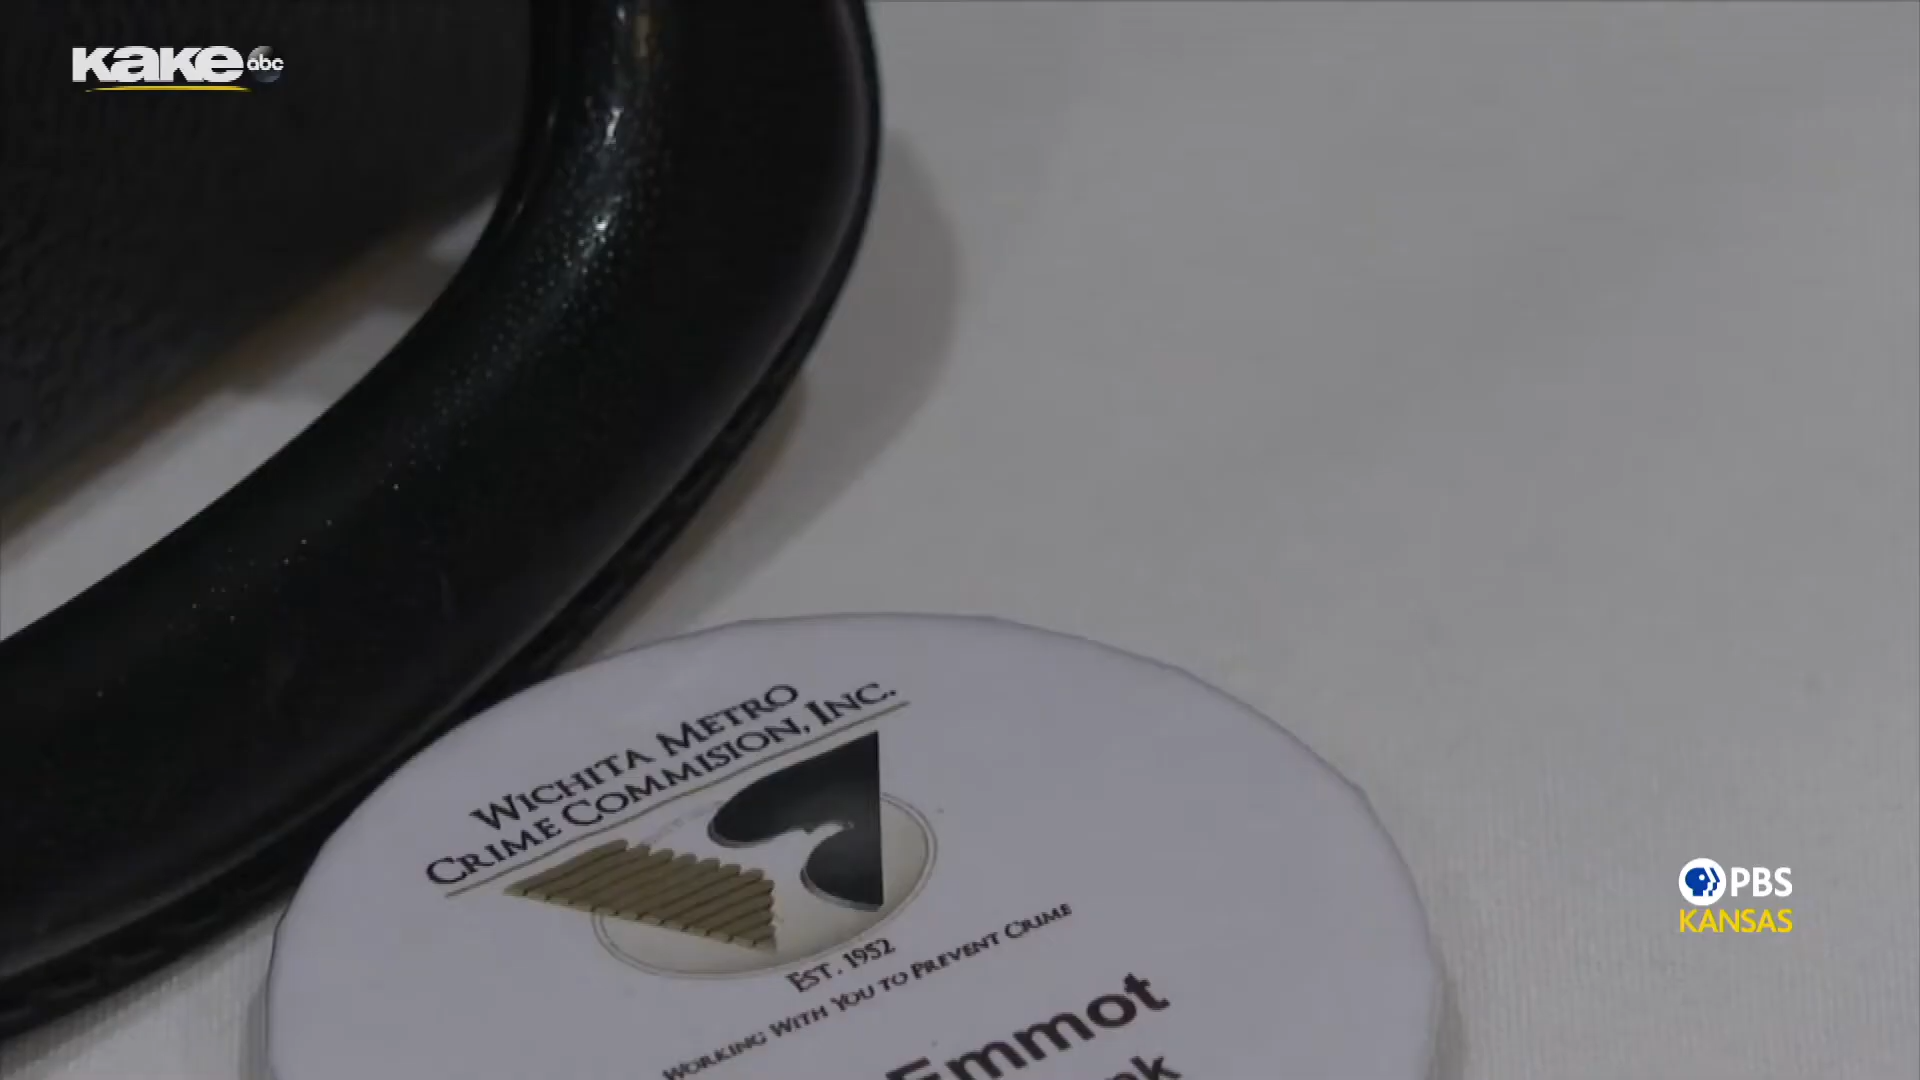 kake abc
WICHITA METRO
CRIME COMMISION, INC.
EST. 1952
WORKING WITH YOU TO PREVENT CRIME
Emmot
PBS
KANSAS